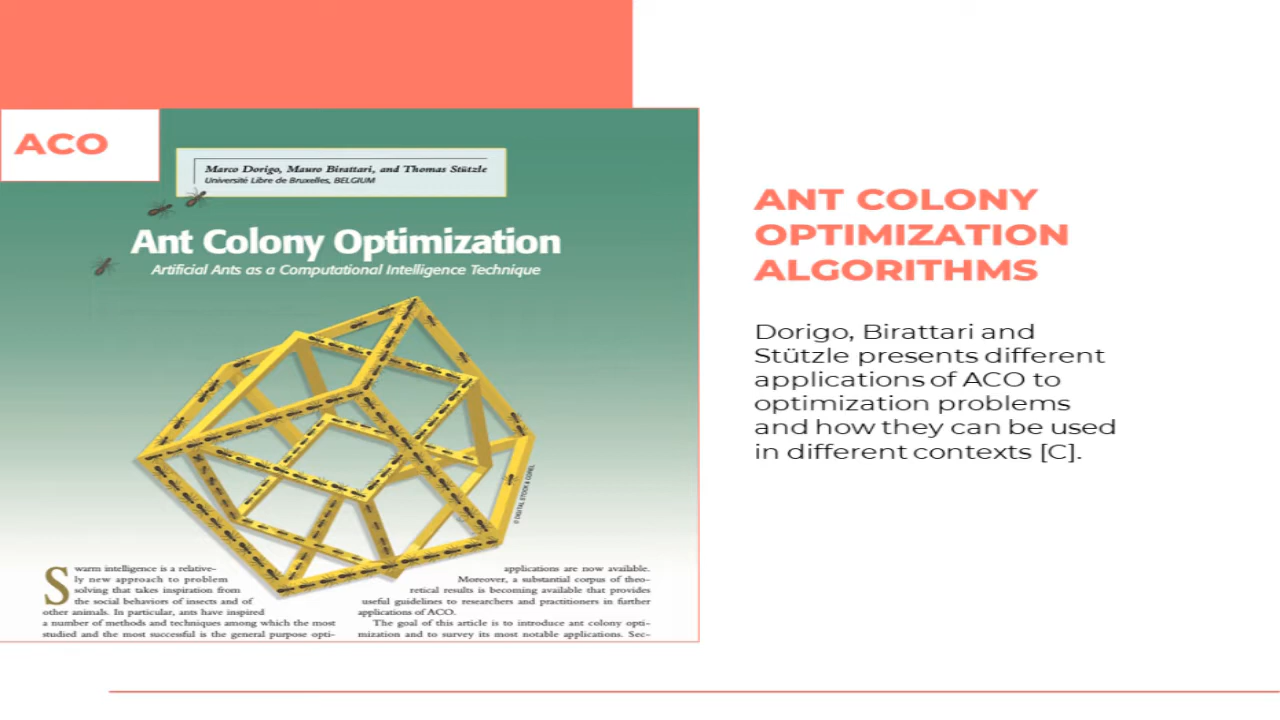 ACO
Marco Dorigo, Mauro Birattari, and Thomas Stützle
Université Libre de Bruxelles, BELGIUM
Ant Colony Optimization
Artificial Ants as a Computational Intelligence Technique
© DIGITAL STOCK & COREL
Swarm intelligence is a relative-
ly new approach to problem
solving that takes inspiration from
the social behaviors of insects and of
other animals. In particular, ants have inspired
a number of methods and techniques among which the most
studied and the most successful is the general purpose opti-
applications are now available.
Moreover, a substantial corpus of theo-
retical results is becoming available that provides
useful guidelines to researchers and practitioners in further
applications of ACO.
The goal of this article is to introduce ant colony opti-
mization and to survey its most notable applications. Sec-
ANT COLONY
OPTIMIZATION
ALGORITHMS
Dorigo, Birattari and
Stützle presents different
applications of ACO to
optimization problems
and how they can be used
in different contexts [C].